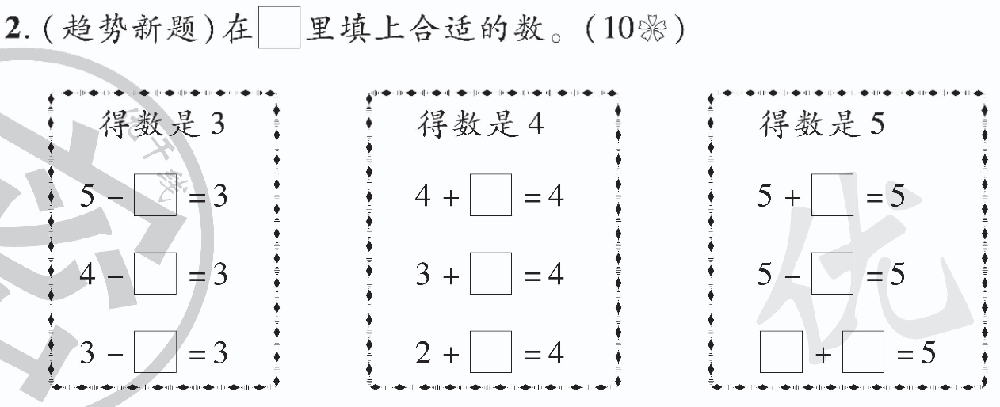 2. (趋势新题)在□里填上合适的数。(10)
得数是 3
5 - □ = 3
4 - □ = 3
3 - □ = 3
得数是 4
4 + □ = 4
3 + □ = 4
2 + □ = 4
得数是 5
5 + □ = 5
5 - □ = 5
□ + □ = 5
优